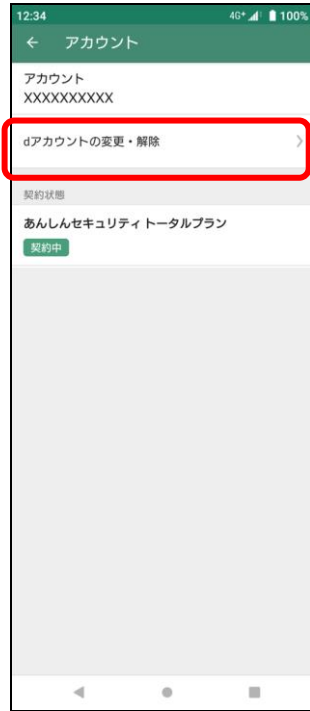 12:34 4G+ 100%
← アカウント
アカウント
XXXXXXXXXX
dアカウントの変更・解除 >
契約状態
あんしんセキュリティ トータルプラン
契約中